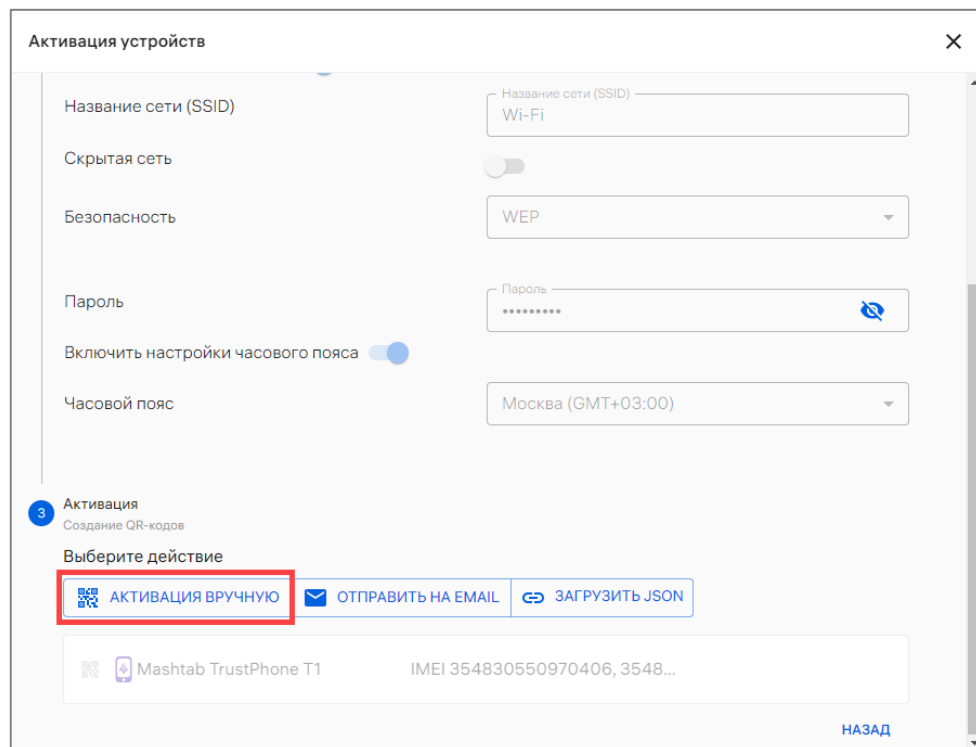 Активация устройств
Название сети (SSID)
Название сети (SSID)
Wi-Fi
Скрытая сеть
Безопасность
WEP
Пароль
Пароль
•••••••••
Включить настройки часового пояса
Часовой пояс
Москва (GMT+03:00)
3
Активация
Создание QR-кодов
Выберите действие
АКТИВАЦИЯ ВРУЧНУЮ
ОТПРАВИТЬ НА EMAIL
ЗАГРУЗИТЬ JSON
Mashtab TrustPhone T1
IMEI 354830550970406, 3548...
НАЗАД